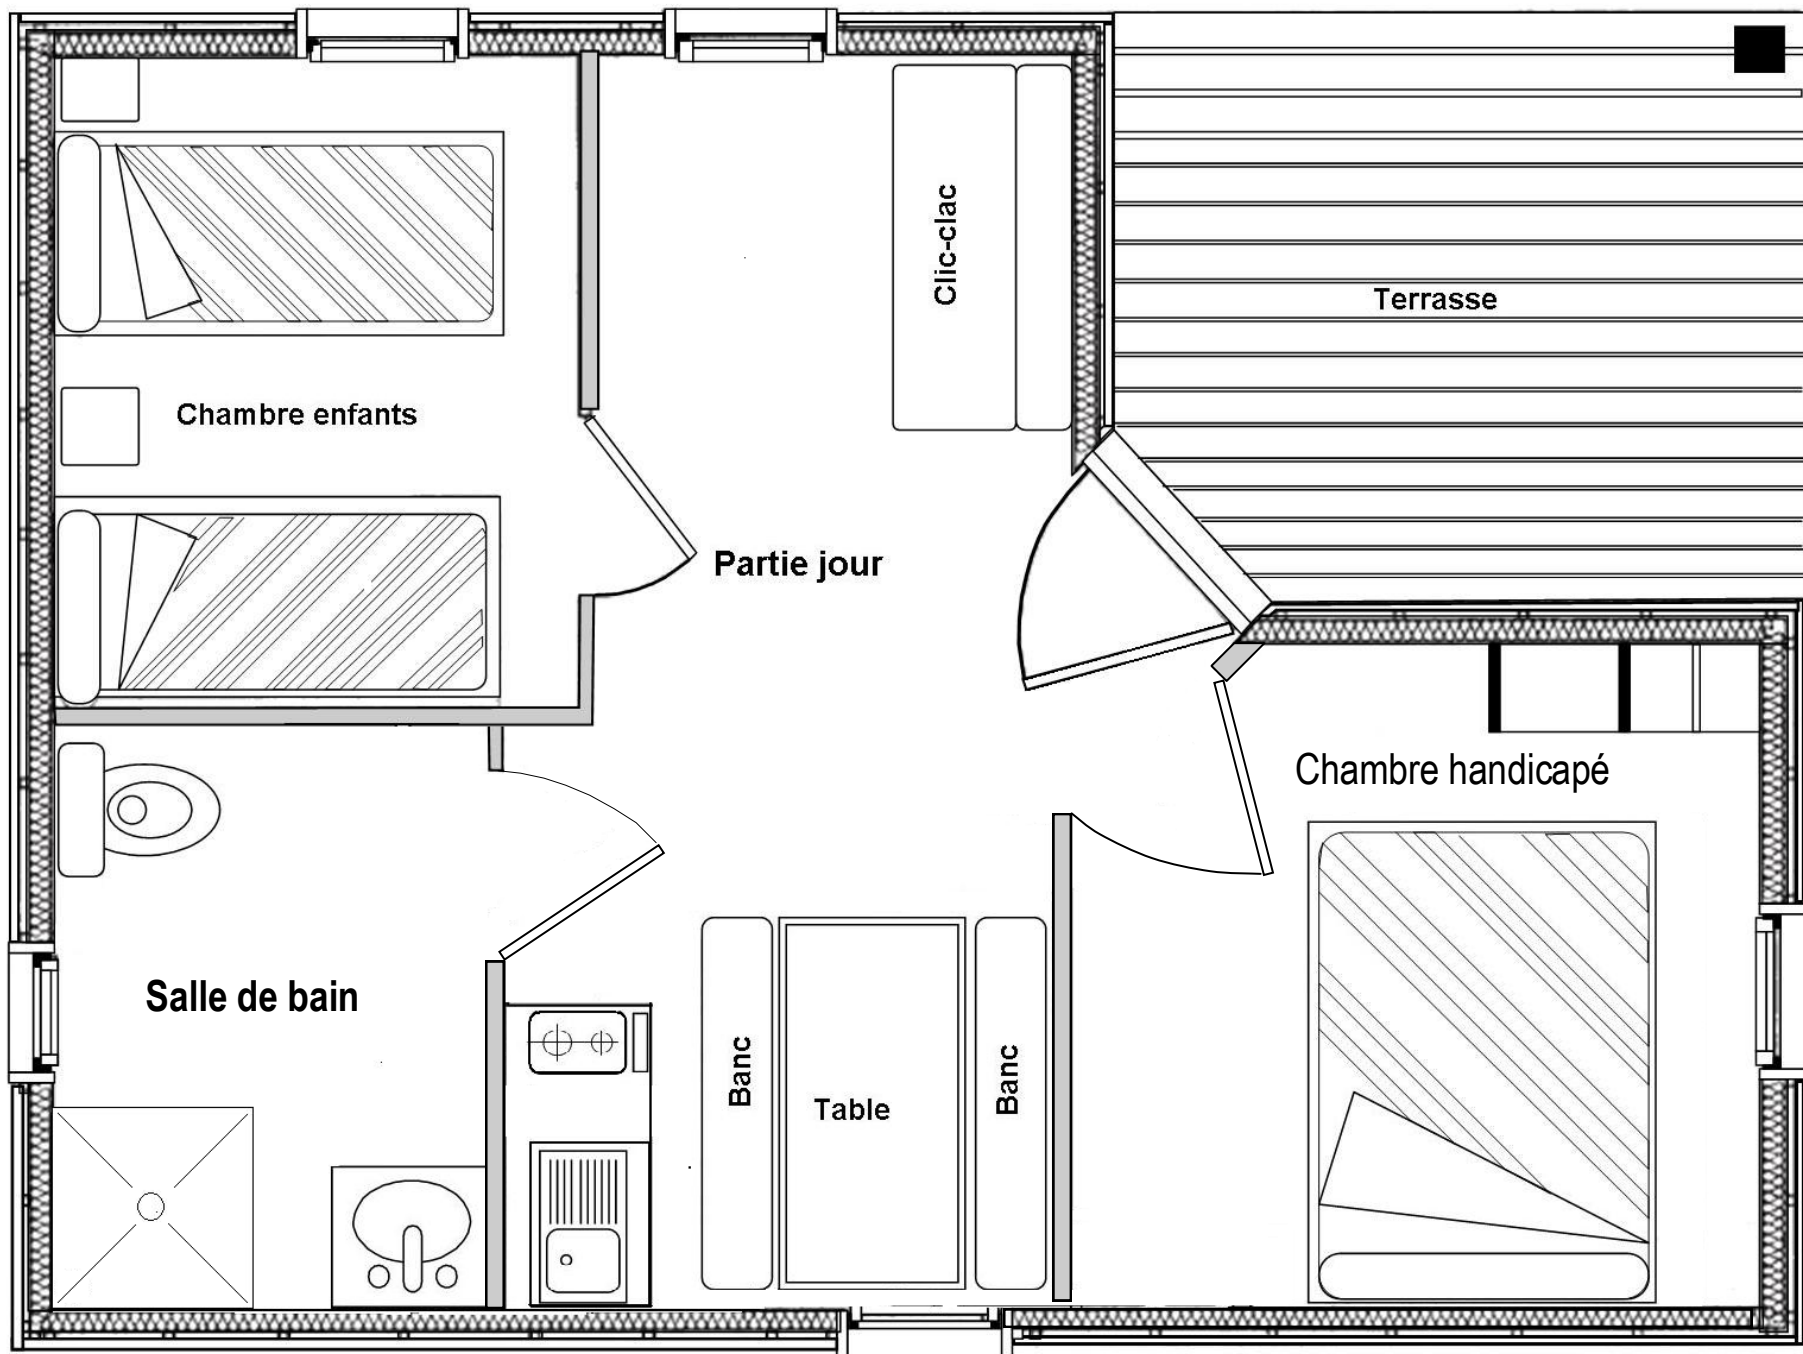 Clic-clac
Terrasse
Chambre enfants
Partie jour
Chambre handicapé
Salle de bain
Banc
Table
Banc